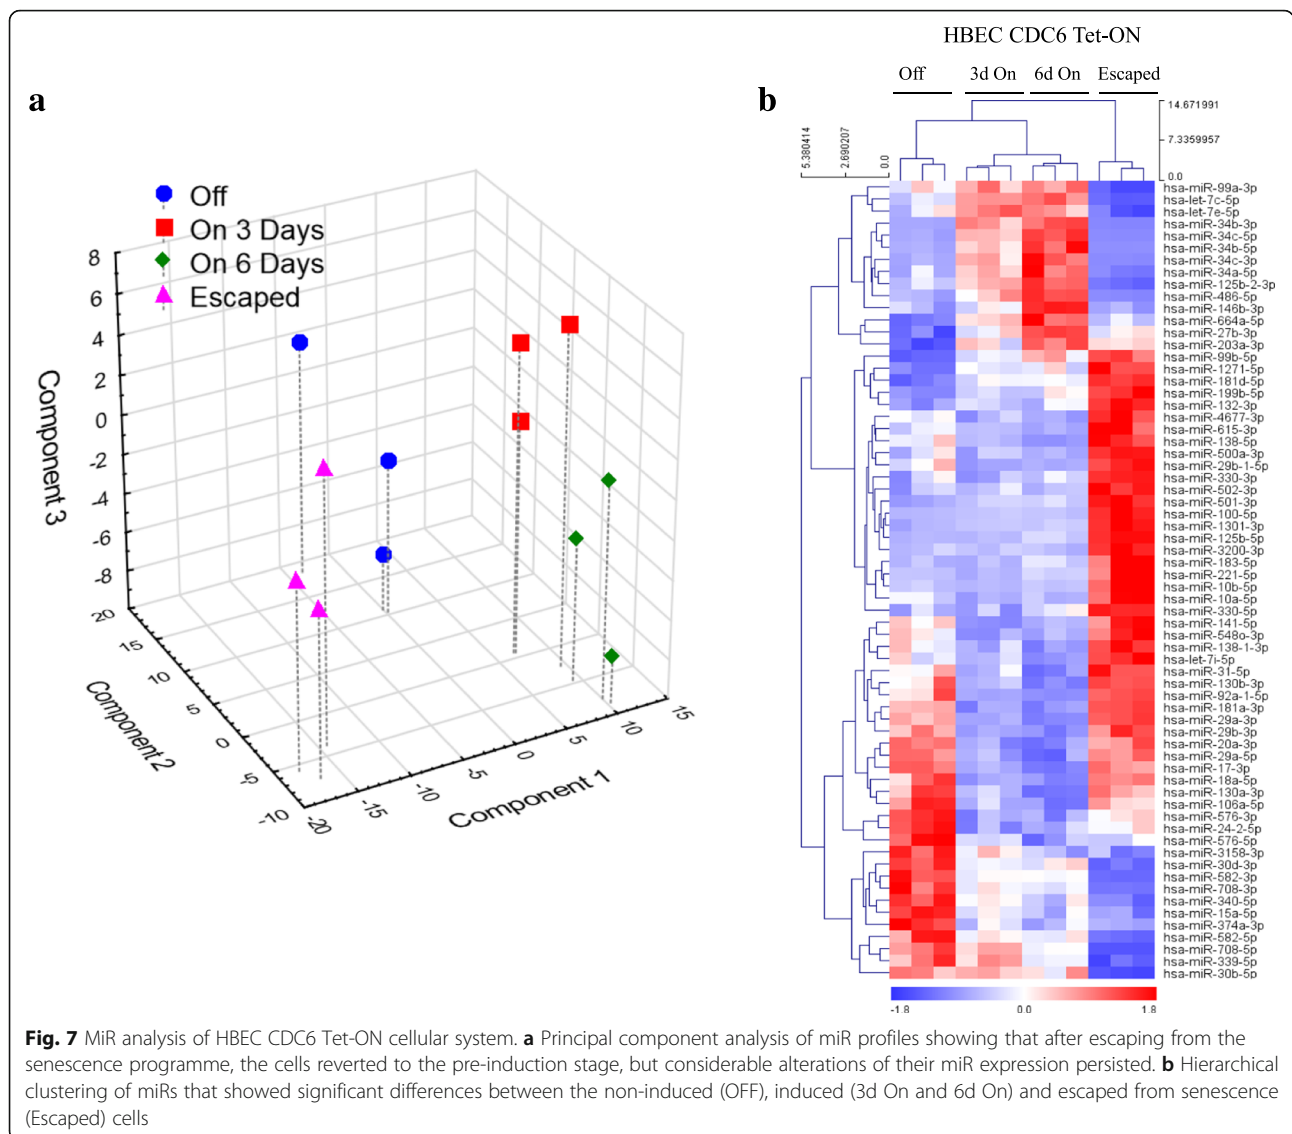 a
Off
On 3 Days
On 6 Days
Escaped
8
6
4
2
0
-2
-4
-6
-8
Component 3
20
15
10
5
0
-5
-10
Component 2
-20
-15
-10
-5
0
5
10
15
Component 1
b
HBEC CDC6 Tet-ON
Off 3d On 6d On Escaped
5.380414
2.690207
0.0
14.671991
7.3359957
0.0
hsa-miR-99a-3p
hsa-let-7c-5p
hsa-let-7e-5p
hsa-miR-34b-3p
hsa-miR-34c-5p
hsa-miR-34b-5p
hsa-miR-34c-3p
hsa-miR-34a-5p
hsa-miR-125b-2-3p
hsa-miR-486-5p
hsa-miR-146b-3p
hsa-miR-664a-5p
hsa-miR-27b-3p
hsa-miR-203a-3p
hsa-miR-99b-5p
hsa-miR-1271-5p
hsa-miR-181d-5p
hsa-miR-199b-5p
hsa-miR-132-3p
hsa-miR-4677-3p
hsa-miR-615-3p
hsa-miR-138-5p
hsa-miR-500a-3p
hsa-miR-29b-1-5p
hsa-miR-330-3p
hsa-miR-502-3p
hsa-miR-501-3p
hsa-miR-100-5p
hsa-miR-1301-3p
hsa-miR-125b-5p
hsa-miR-3200-3p
hsa-miR-183-5p
hsa-miR-221-5p
hsa-miR-10b-5p
hsa-miR-10a-5p
hsa-miR-330-5p
hsa-miR-141-5p
hsa-miR-548o-3p
hsa-miR-138-1-3p
hsa-let-7i-5p
hsa-miR-31-5p
hsa-miR-130b-3p
hsa-miR-92a-1-5p
hsa-miR-181a-3p
hsa-miR-29a-3p
hsa-miR-29b-3p
hsa-miR-20a-3p
hsa-miR-29a-5p
hsa-miR-17-3p
hsa-miR-18a-5p
hsa-miR-130a-3p
hsa-miR-106a-5p
hsa-miR-576-3p
hsa-miR-24-2-5p
hsa-miR-576-5p
hsa-miR-3158-3p
hsa-miR-30d-3p
hsa-miR-582-3p
hsa-miR-708-3p
hsa-miR-340-5p
hsa-miR-15a-5p
hsa-miR-374a-3p
hsa-miR-582-5p
hsa-miR-708-5p
hsa-miR-339-5p
hsa-miR-30b-5p
-1.8 0.0 1.8
Fig. 7 MiR analysis of HBEC CDC6 Tet-ON cellular system. a Principal component analysis of miR profiles showing that after escaping from the
senescence programme, the cells reverted to the pre-induction stage, but considerable alterations of their miR expression persisted. b Hierarchical
clustering of miRs that showed significant differences between the non-induced (OFF), induced (3d On and 6d On) and escaped from senescence
(Escaped) cells